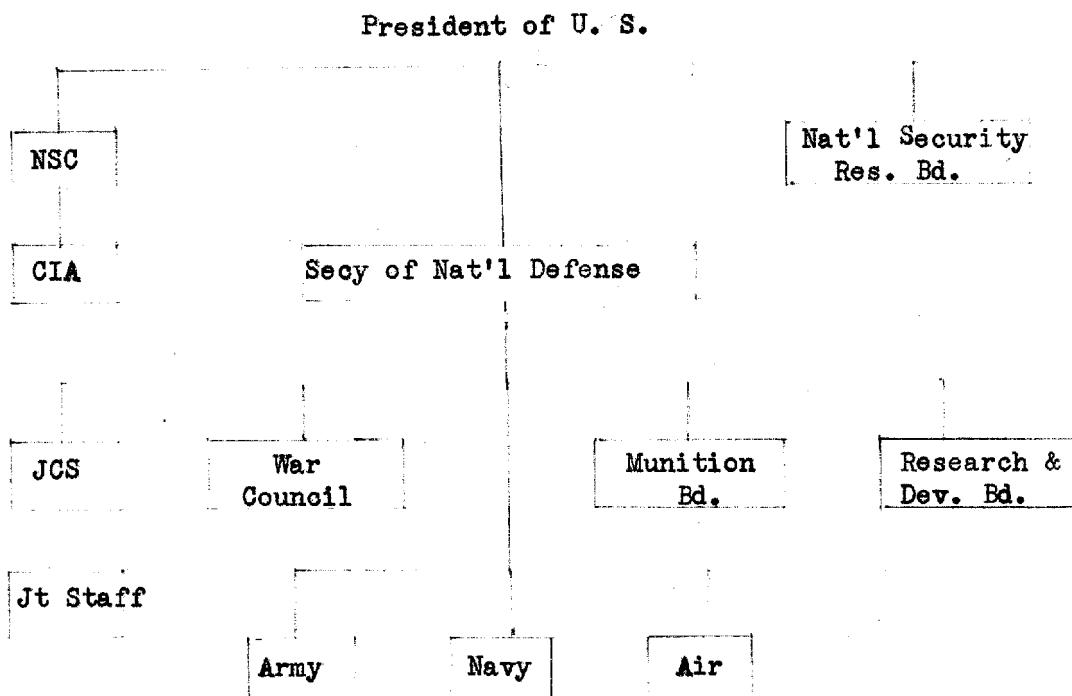 President of U. S.
NSC
Nat'l Security
Res. Bd.
CIA
Secy of Nat'l Defense
JCS
War
Council
Munition
Bd.
Research &
Dev. Bd.
Jt Staff
Army
Navy
Air